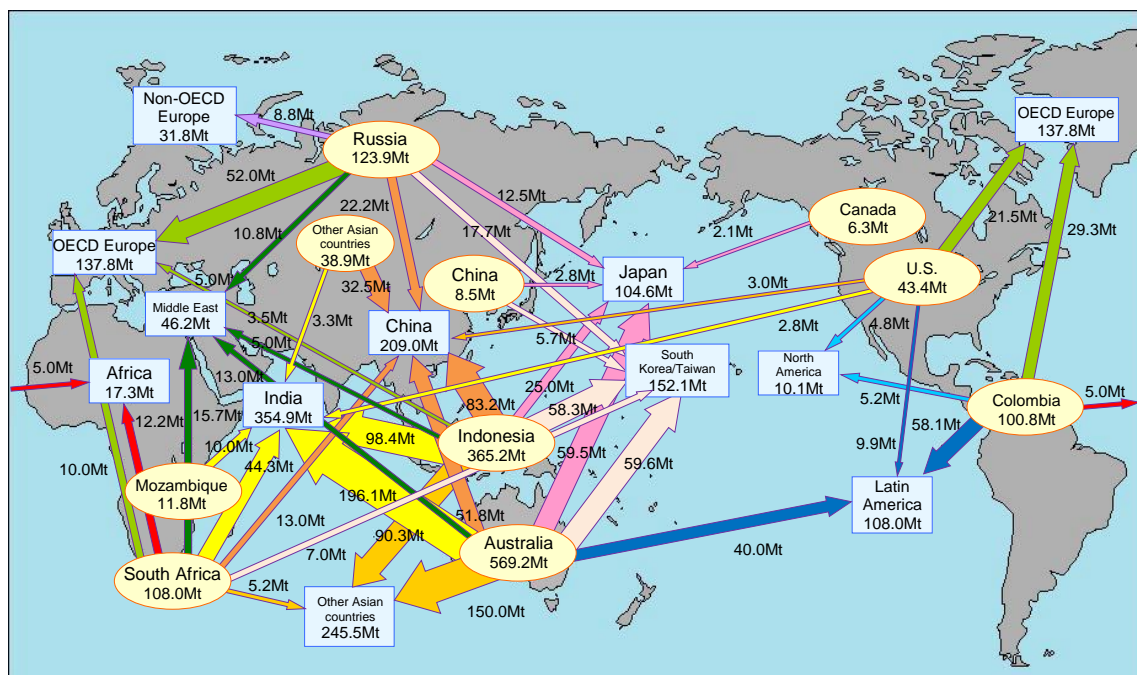 Non-OECD
Europe
31.8Mt
8.8Mt
Russia
123.9Mt
OECD Europe
137.8Mt
52.0Mt
22.2Mt
12.5Mt
Canada
6.3Mt
21.5Mt
10.8Mt
Other Asian
countries
38.9Mt
17.7Mt
2.1Mt
29.3Mt
OECD Europe
137.8Mt
5.0Mt
32.5Mt
China
8.5Mt
2.8Mt
Japan
104.6Mt
3.0Mt
U.S.
43.4Mt
Middle East
46.2Mt
3.5Mt
3.3Mt
China
209.0Mt
5.7Mt
2.8Mt
4.8Mt
5.0Mt
5.0Mt
Africa
17.3Mt
13.0Mt
India
354.9Mt
25.0Mt
South
Korea/Taiwan
152.1Mt
North
America
10.1Mt
5.2Mt
Colombia
100.8Mt
5.0Mt
12.2Mt
15.7Mt
83.2Mt
58.3Mt
58.1Mt
10.0Mt
10.0Mt
44.3Mt
98.4Mt
Indonesia
365.2Mt
59.5Mt
59.6Mt
9.9Mt
Mozambique
11.8Mt
196.1Mt
Latin
America
108.0Mt
13.0Mt
51.8Mt
90.3Mt
7.0Mt
Australia
569.2Mt
40.0Mt
South Africa
108.0Mt
5.2Mt
Other Asian
countries
245.5Mt
150.0Mt